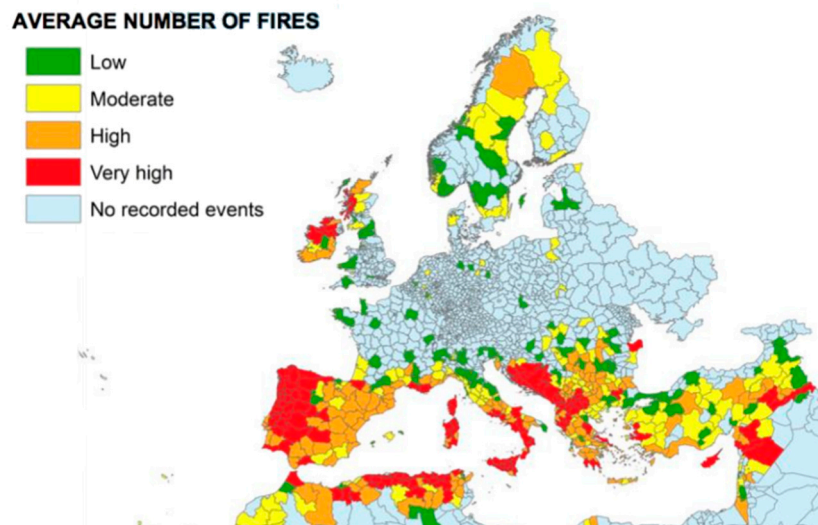 AVERAGE NUMBER OF FIRES
Low
Moderate
High
Very high
No recorded events